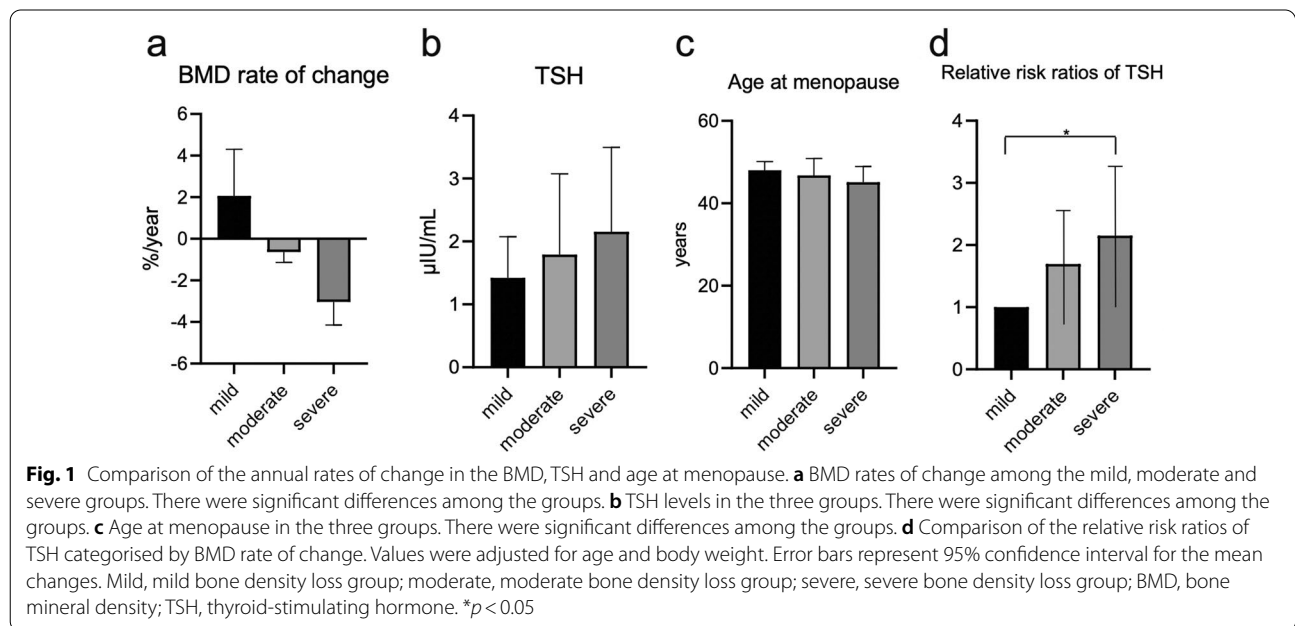 a
BMD rate of change
%/year
6
4
2
0
-2
-4
-6
mild
moderate
severe
b
TSH
µIU/mL
4
3
2
1
0
mild
moderate
severe
c
Age at menopause
years
60
40
20
0
mild
moderate
severe
d
Relative risk ratios of TSH
4
3
2
1
0
*
mild
moderate
severe
Fig. 1 Comparison of the annual rates of change in the BMD, TSH and age at menopause. a BMD rates of change among the mild, moderate and
severe groups. There were significant differences among the groups. b TSH levels in the three groups. There were significant differences among the
groups. c Age at menopause in the three groups. There were significant differences among the groups. d Comparison of the relative risk ratios of
TSH categorised by BMD rate of change. Values were adjusted for age and body weight. Error bars represent 95% confidence interval for the mean
changes. Mild, mild bone density loss group; moderate, moderate bone density loss group; severe, severe bone density loss group; BMD, bone
mineral density; TSH, thyroid-stimulating hormone. *p < 0.05